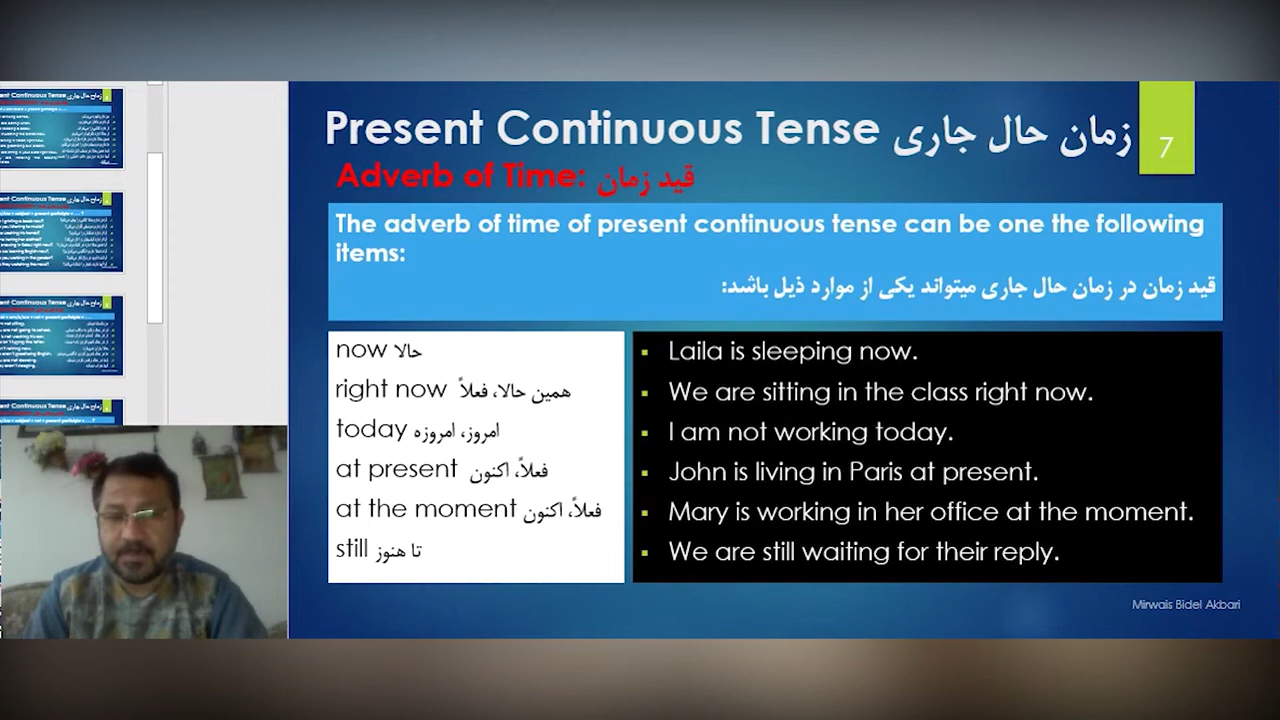 Present Continuous Tense زمان حال جاری
7
Adverb of Time: قید زمان
The adverb of time of present continuous tense can be one the following
items:
قید زمان در زمان حال جاری میتواند یکی از موارد ذیل باشد:
now حالا
right now همین حالا، فعلاً
today امروز، امروزه
at present فعلاً، اکنون
at the moment فعلاً، اکنون
still تا هنوز
▪ Laila is sleeping now.
▪ We are sitting in the class right now.
▪ I am not working today.
▪ John is living in Paris at present.
▪ Mary is working in her office at the moment.
▪ We are still waiting for their reply.
Mirwais Bidel Akbari